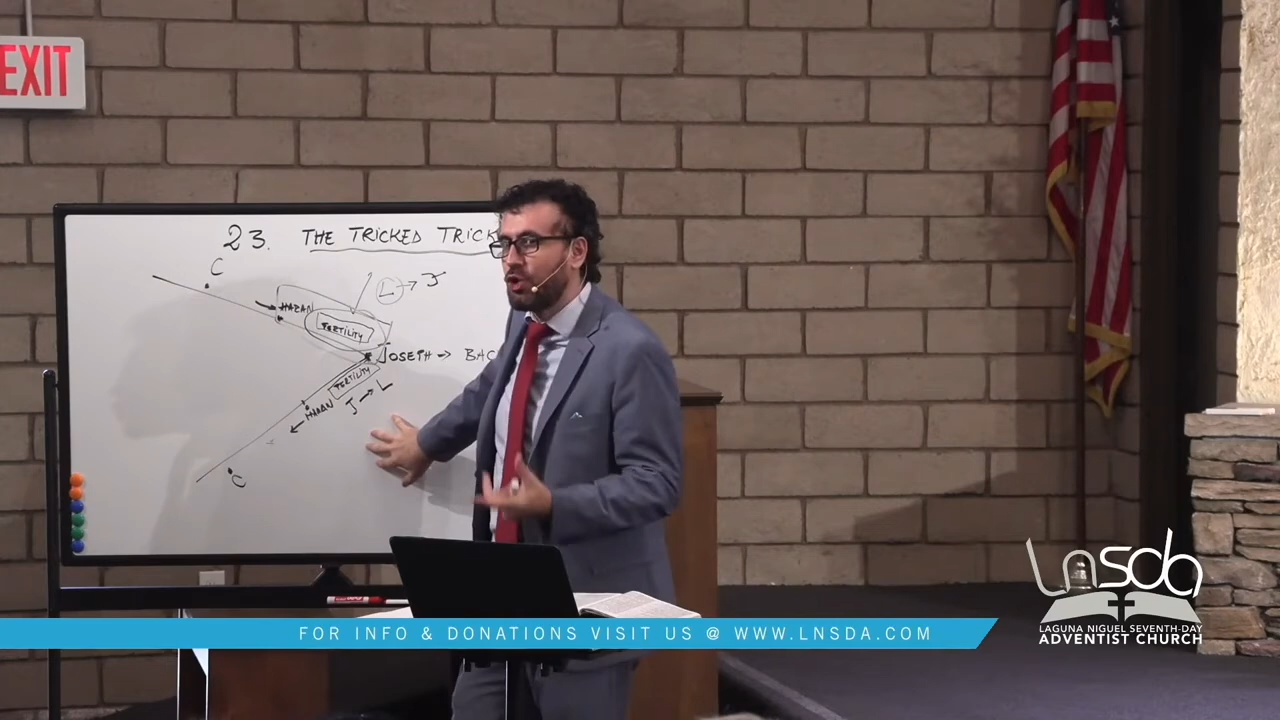 EXIT
23. THE TRICKED TRICK
C
L → J
HARAN
FERTILITY
JOSEPH → BAC
FERTILITY
HARAN
J → L
C
LNSDA
LAGUNA NIGUEL SEVENTH-DAY
ADVENTIST CHURCH
FOR INFO & DONATIONS VISIT US @ WWW.LNSDA.COM